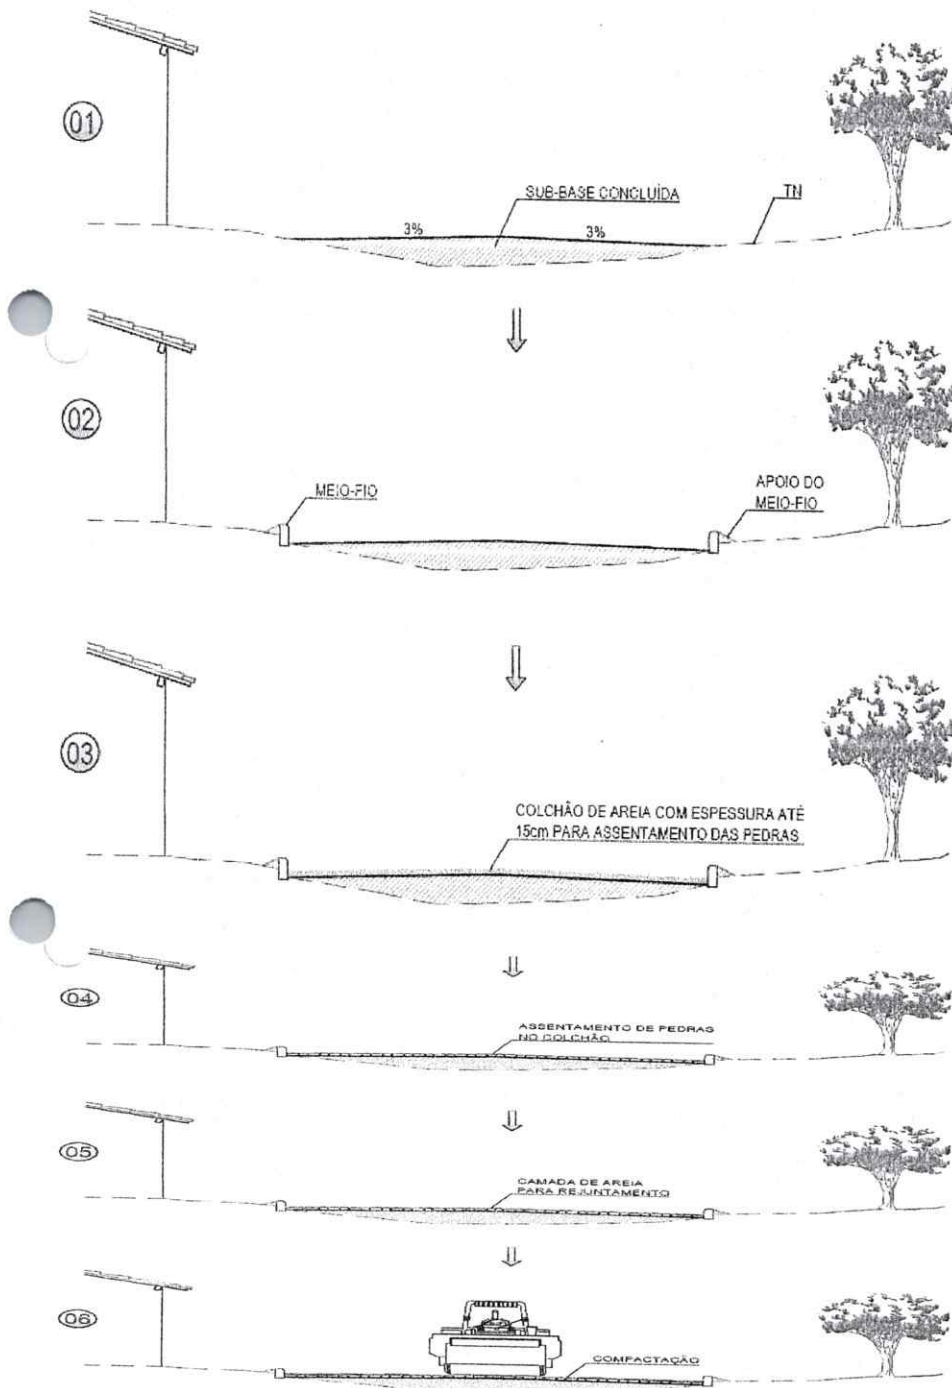 01
SUB-BASE CONCLUÍDA
TN
3%
3%
02
MEIO-FIO
APOIO DO
MEIO-FIO
03
COLCHÃO DE AREIA COM ESPESSURA ATÉ
15cm PARA ASSENTAMENTO DAS PEDRAS
04
ASSENTAMENTO DE PEDRAS
NO COLCHÃO
05
CAMADA DE AREIA
PARA REJUNTAMENTO
06
COMPACTAÇÃO